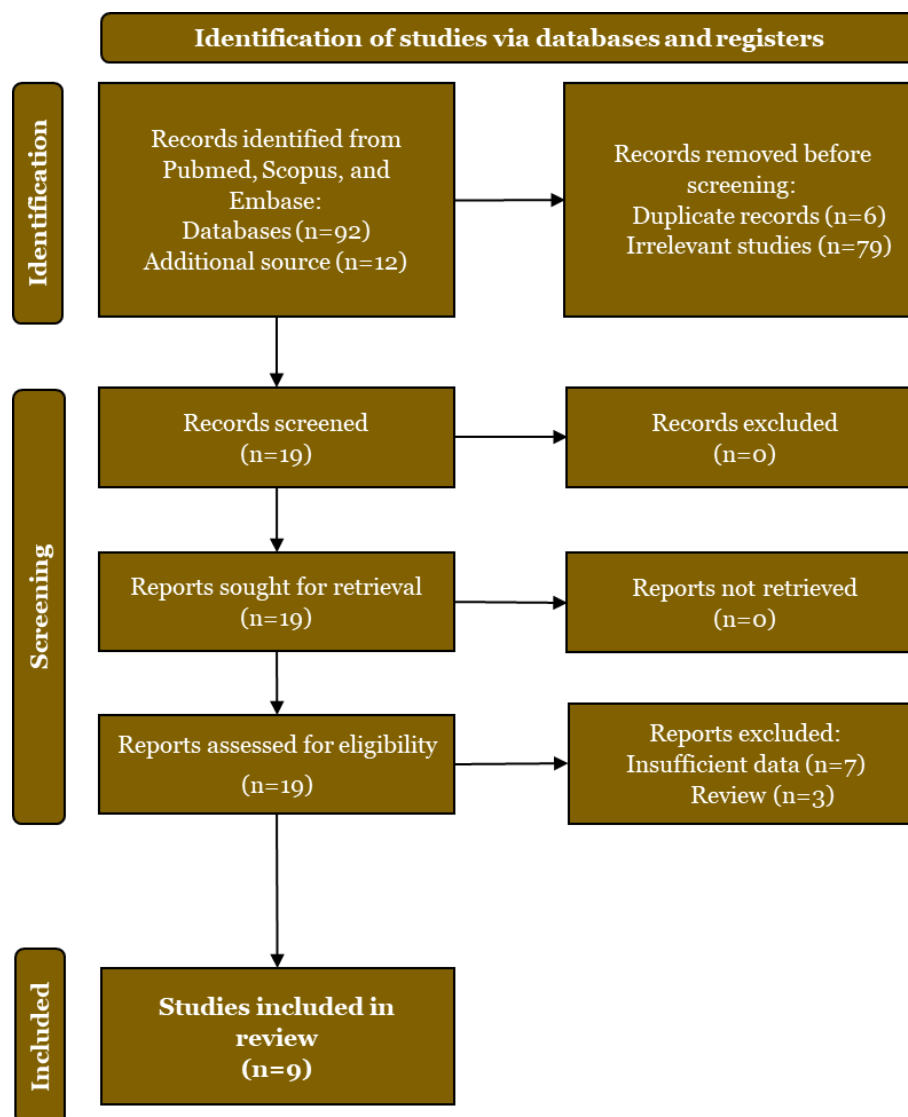 Identification of studies via databases and registers
Identification
Records identified from
Pubmed, Scopus, and
Embase:
Databases (n=92)
Additional source (n=12)
Records removed before
screening:
Duplicate records (n=6)
Irrelevant studies (n=79)
Screening
Records screened
(n=19)
Records excluded
(n=0)
Reports sought for retrieval
(n=19)
Reports not retrieved
(n=0)
Reports assessed for eligibility
(n=19)
Reports excluded:
Insufficient data (n=7)
Review (n=3)
Included
Studies included in
review
(n=9)